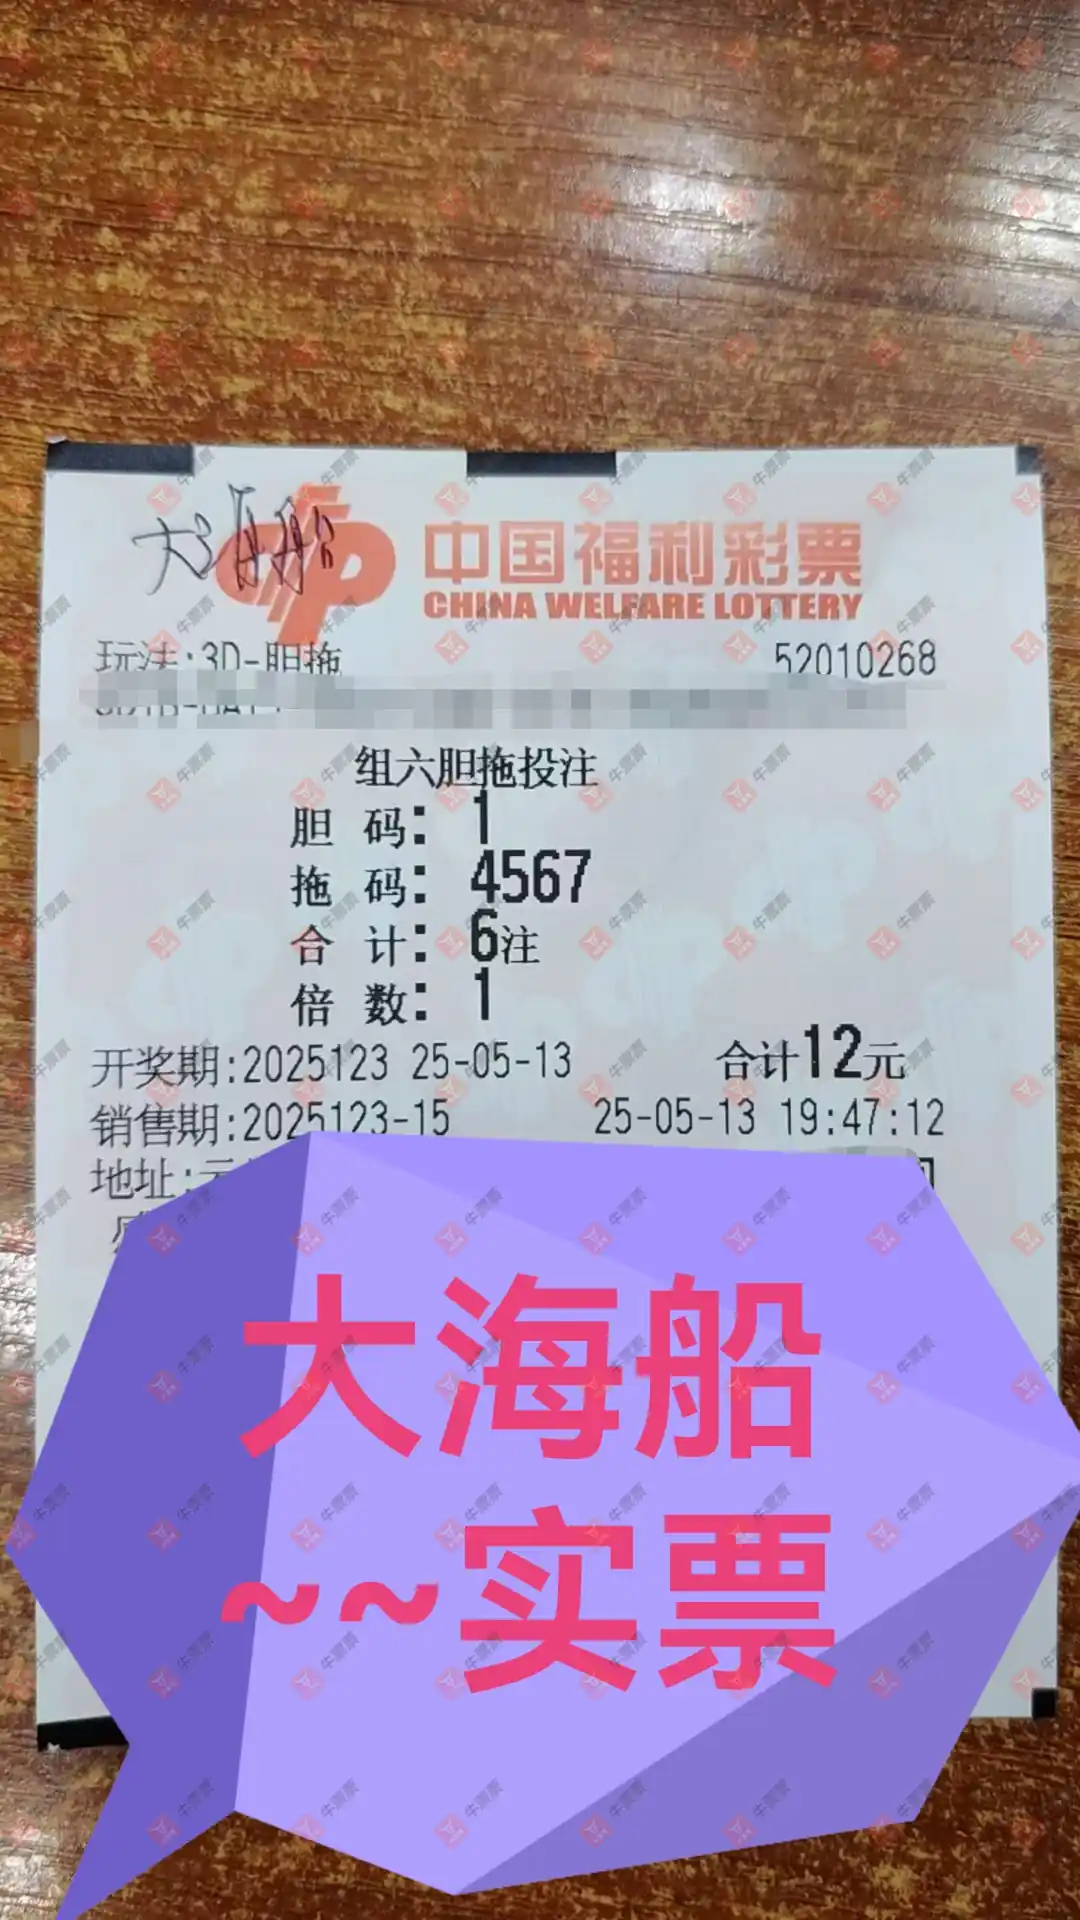 大海船
中国福利彩票
CHINA WELFARE LOTTERY
玩法:3D-胆拖 52010268
组六胆拖投注
胆 码: 1
拖 码: 4567
合 计: 6注
倍 数: 1
开奖期:2025123 25-05-13 合计12元
销售期:2025123-15 25-05-13 19:47:12
地址:
大海船
~~实票
牛票票